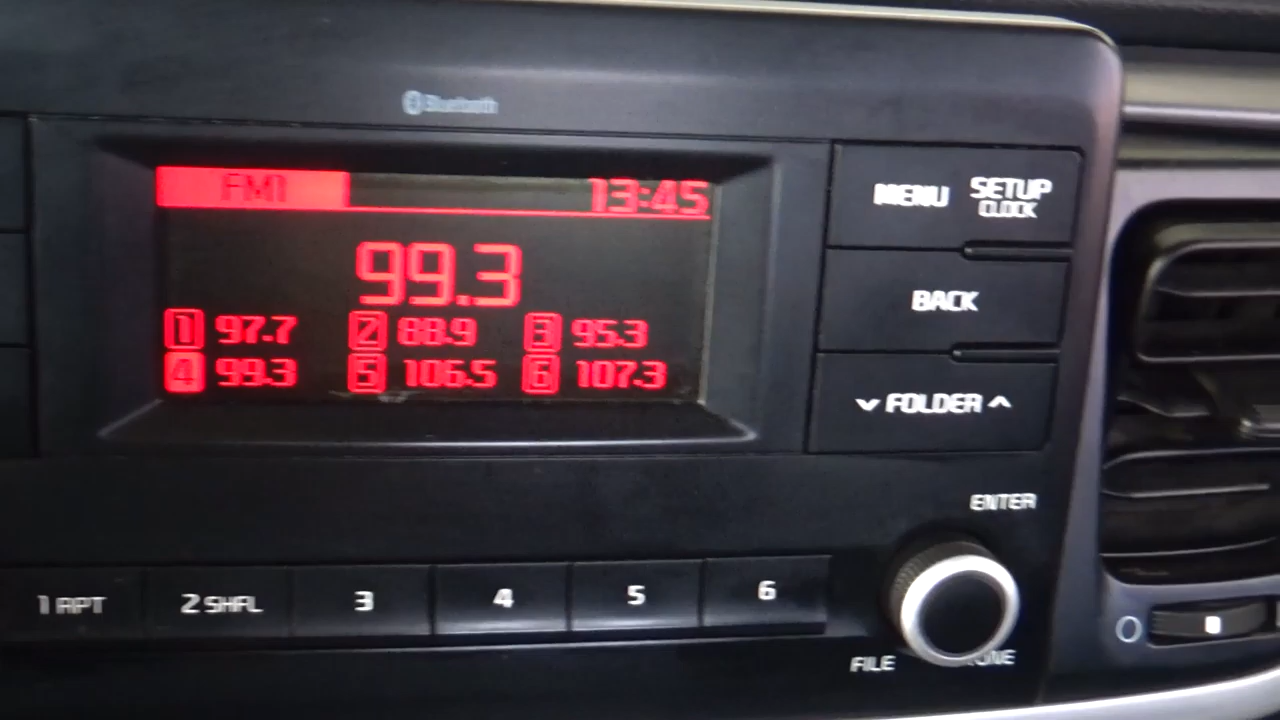 Bluetooth
FM1 13:45
99.3
1 97.7 2 88.9 3 95.3
4 99.3 5 106.5 6 107.3
MENU SETUP
CLOCK
BACK
FOLDER
ENTER
1 RPT 2 SHFL 3 4 5 6
FILE TUNE